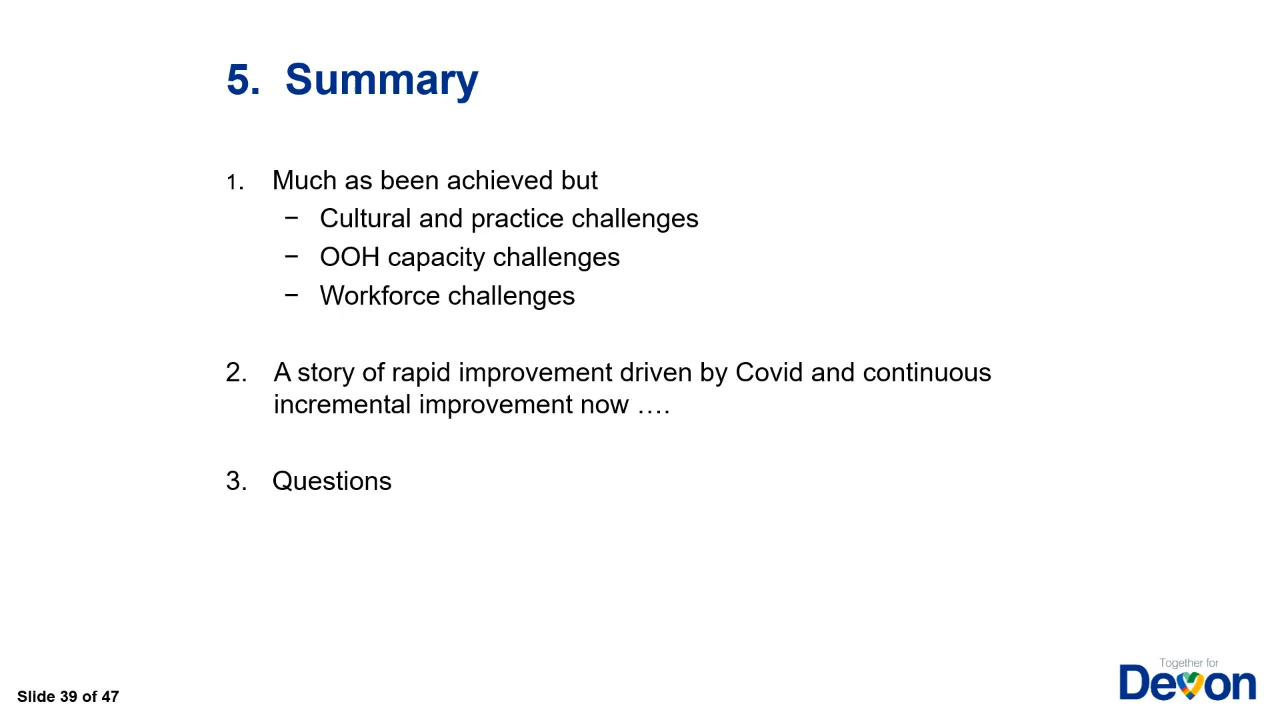 5. Summary
1. Much as been achieved but
− Cultural and practice challenges
− OOH capacity challenges
− Workforce challenges
2. A story of rapid improvement driven by Covid and continuous
incremental improvement now ….
3. Questions
Together for
Devon
Slide 39 of 47